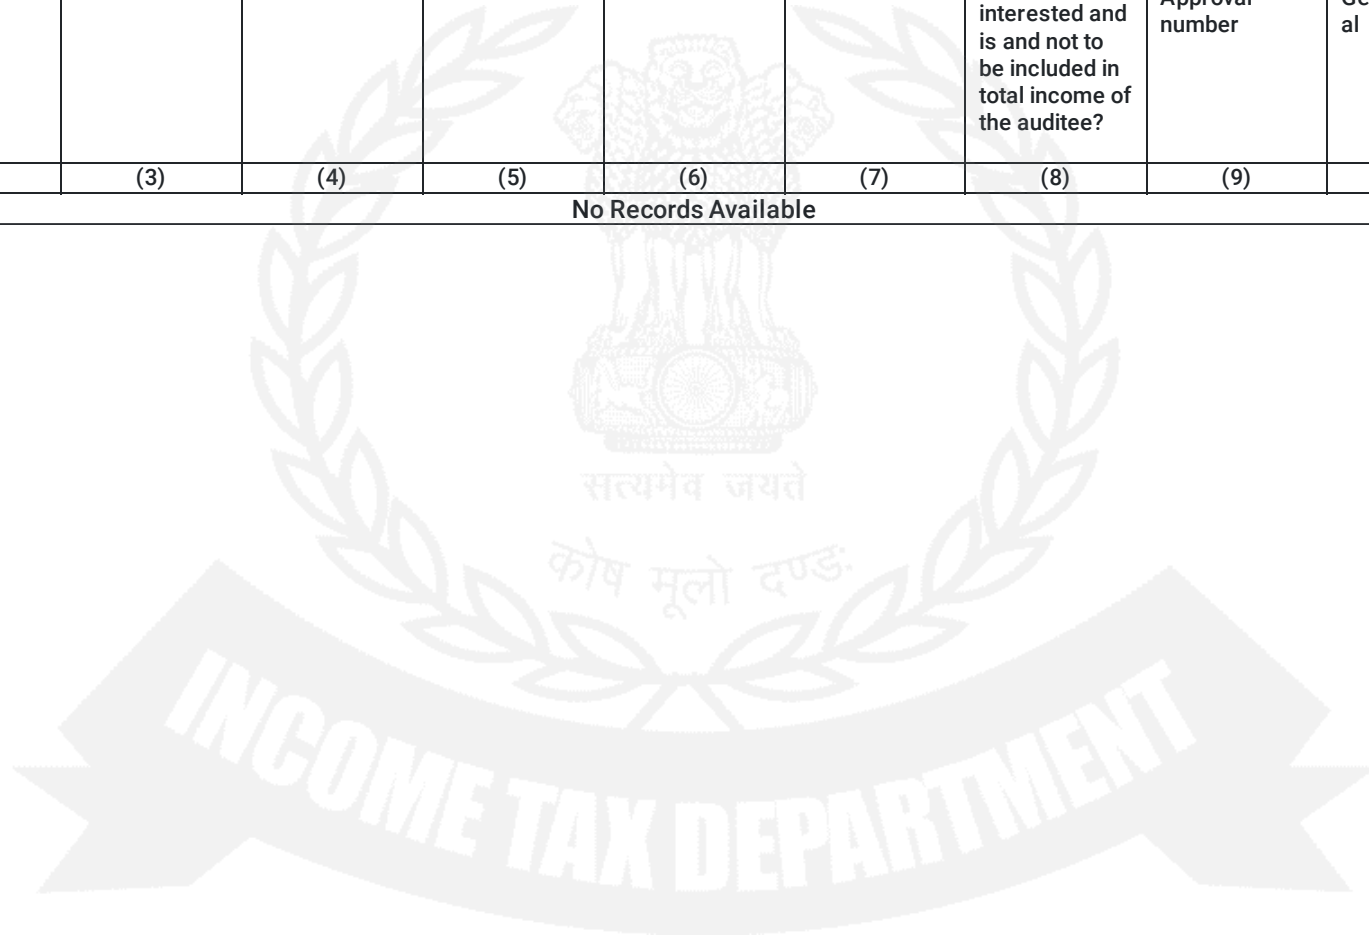 interested and
is and not to
be included in
total income of
the auditee?
Approval
number
al
(3) (4) (5) (6) (7) (8) (9)
No Records Available
सत्यमेव जयते
कोष मूलो दण्डः
INCOME TAX DEPARTMENT